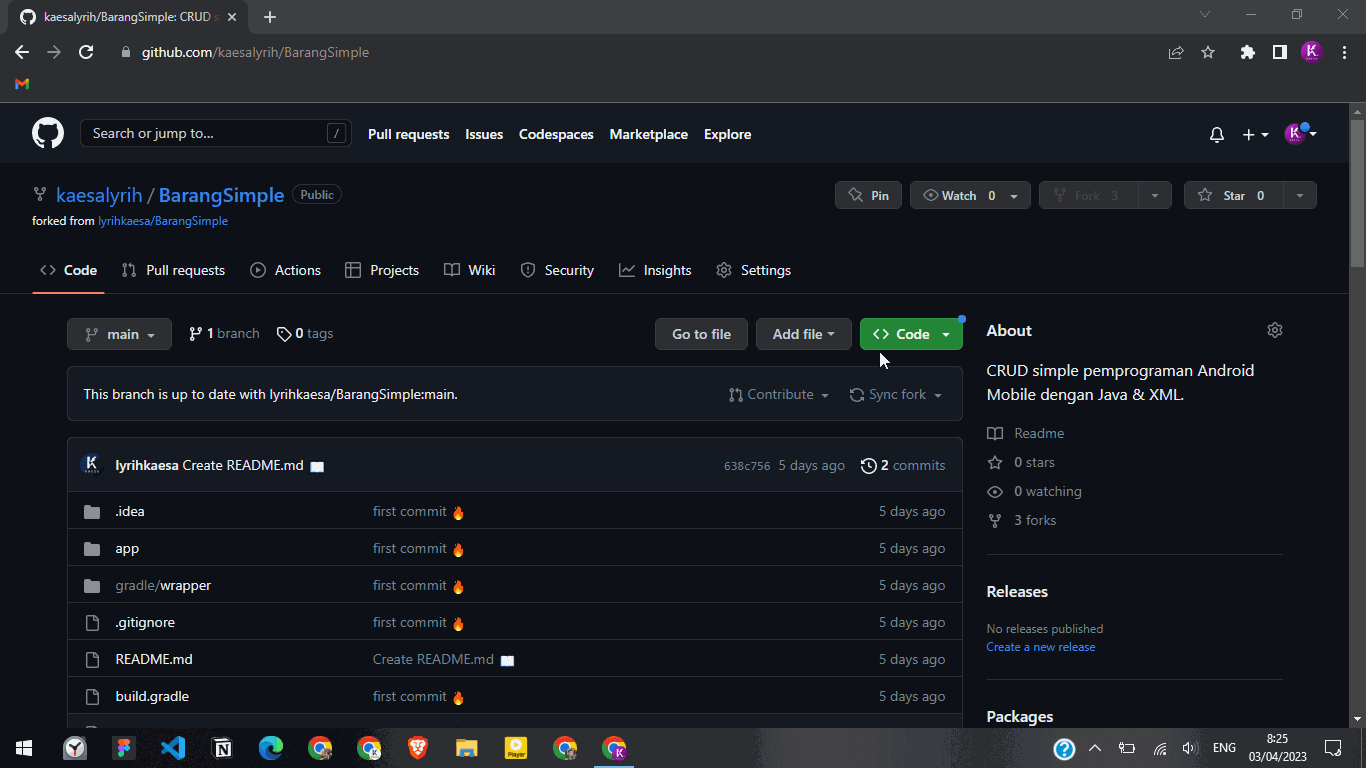 kaesalyrih/BarangSimple: CRUD s
github.com/kaesalyrih/BarangSimple
K
Search or jump to... /
Pull requests Issues Codespaces Marketplace Explore
K
kaesalyrih / BarangSimple Public
Pin Watch 0 Fork 3 Star 0
forked from lyrihkaesa/BarangSimple
Code Pull requests Actions Projects Wiki Security Insights Settings
main 1 branch 0 tags Go to file Add file Code
This branch is up to date with lyrihkaesa/BarangSimple:main. Contribute Sync fork
lyrihkaesa Create README.md 638c756 5 days ago 2 commits
.idea first commit 5 days ago
app first commit 5 days ago
gradle/wrapper first commit 5 days ago
.gitignore first commit 5 days ago
README.md Create README.md 5 days ago
build.gradle first commit 5 days ago
About
CRUD simple pemprograman Android
Mobile dengan Java & XML.
Readme
0 stars
0 watching
3 forks
Releases
No releases published
Create a new release
Packages
ENG
8:25
03/04/2023